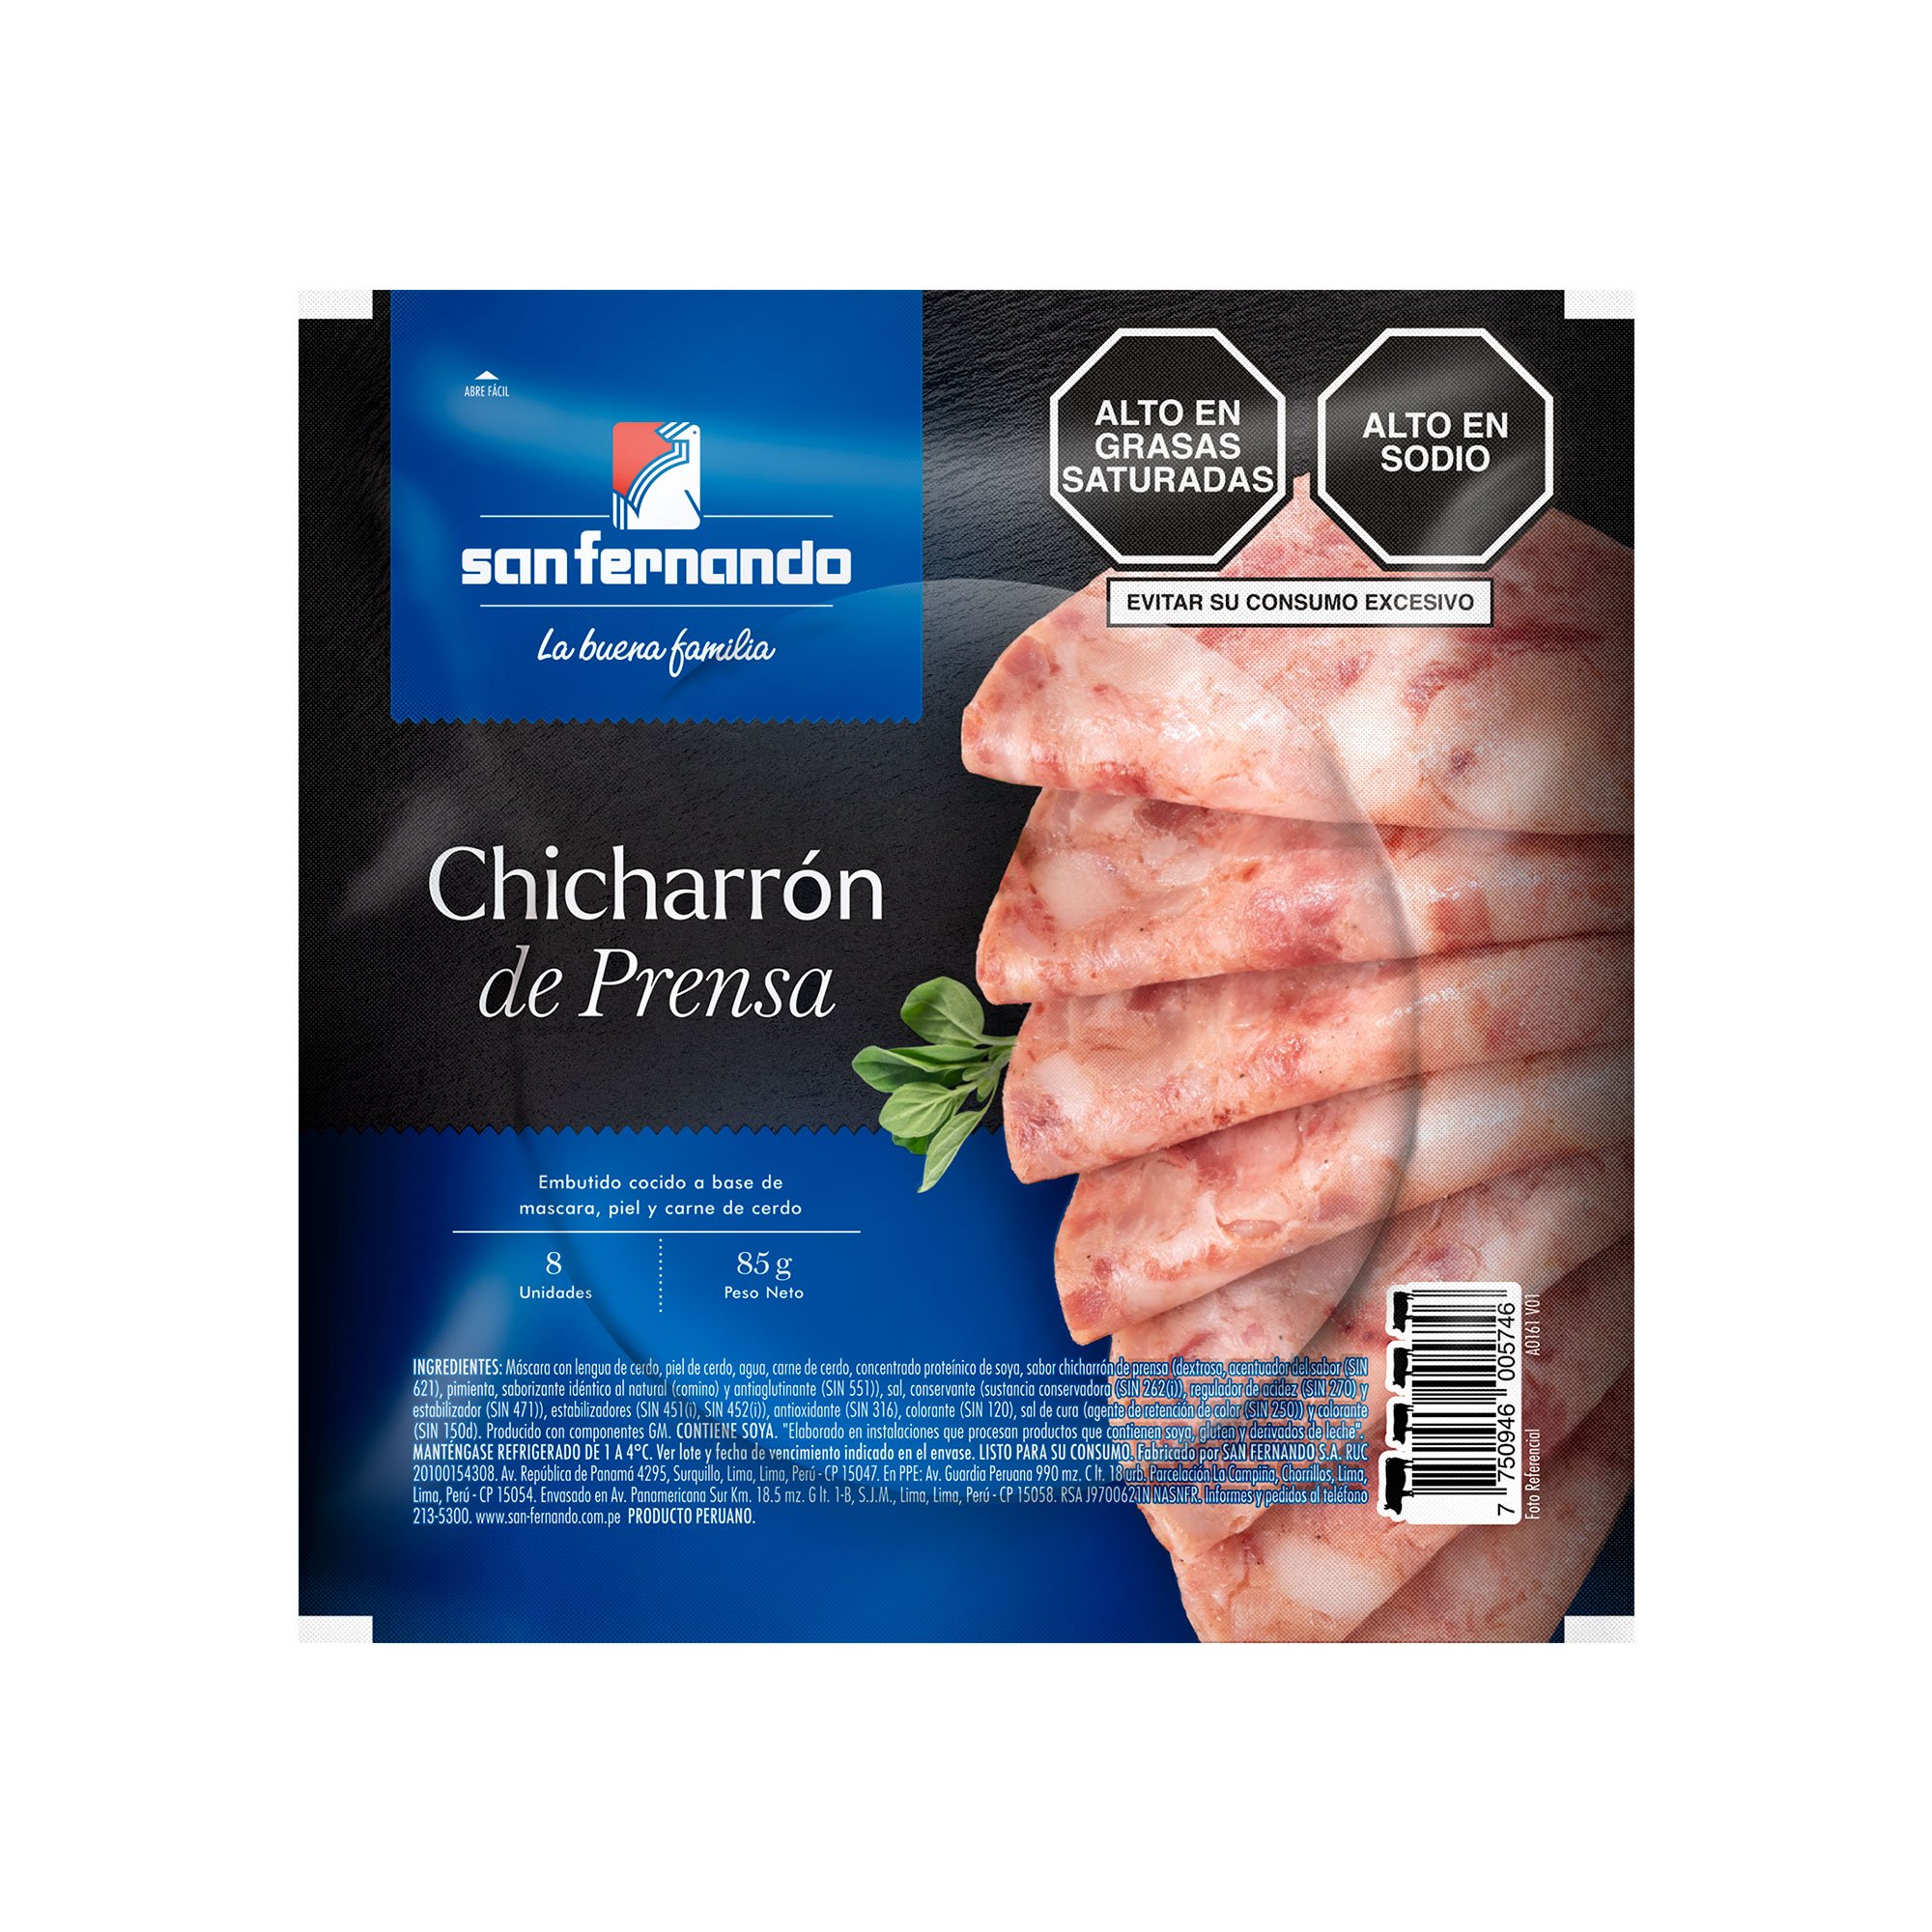 ABRE FÁCIL
sanfernando
La buena familia
ALTO EN
GRASAS
SATURADAS
ALTO EN
SODIO
EVITAR SU CONSUMO EXCESIVO
Chicharrón
de Prensa
Embutido cocido a base de
mascara, piel y carne de cerdo
8
Unidades
85 g
Peso Neto
INGREDIENTES: Máscara con lengua de cerdo, piel de cerdo, agua, carne de cerdo, concentrado proteínico de soya, sabor chicharrón de prensa (dextrosa, acentuador del sabor (SIN
621), pimienta, saborizante idéntico al natural (comino) y antiaglutinante (SIN 551)), sal, conservante (sustancia conservadora (SIN 262(i)), regulador de acidez (SIN 270) y
estabilizador (SIN 471)), estabilizadores (SIN 451(i), SIN 452(i)), antioxidante (SIN 316), colorante (SIN 120), sal de cura (agente de retención de color (SIN 250)) y colorante
(SIN 150d). Producido con componentes GM. CONTIENE SOYA. "Elaborado en instalaciones que procesan productos que contienen soya, gluten y derivados de leche".
MANTÉNGASE REFRIGERADO DE 1 A 4°C. Ver lote y fecha de vencimiento indicado en el envase. LISTO PARA SU CONSUMO. Fabricado por SAN FERNANDO S.A. RUC
20100154308. Av. República de Panamá 4295, Surquillo, Lima, Lima, Perú - CP 15047. En PPE: Av. Guardia Peruana 990 mz. C lt. 18 urb. Parcelación La Campiña, Chorrillos, Lima,
Lima, Perú - CP 15054. Envasado en Av. Panamericana Sur Km. 18.5 mz. G lt. 1-B, S.J.M., Lima, Lima, Perú - CP 15058. RSA J9700621N NASNFR. Informes y pedidos al teléfono
213-5300. www.san-fernando.com.pe PRODUCTO PERUANO.
7 750946 005746
Foto Referencial
A0161 V01